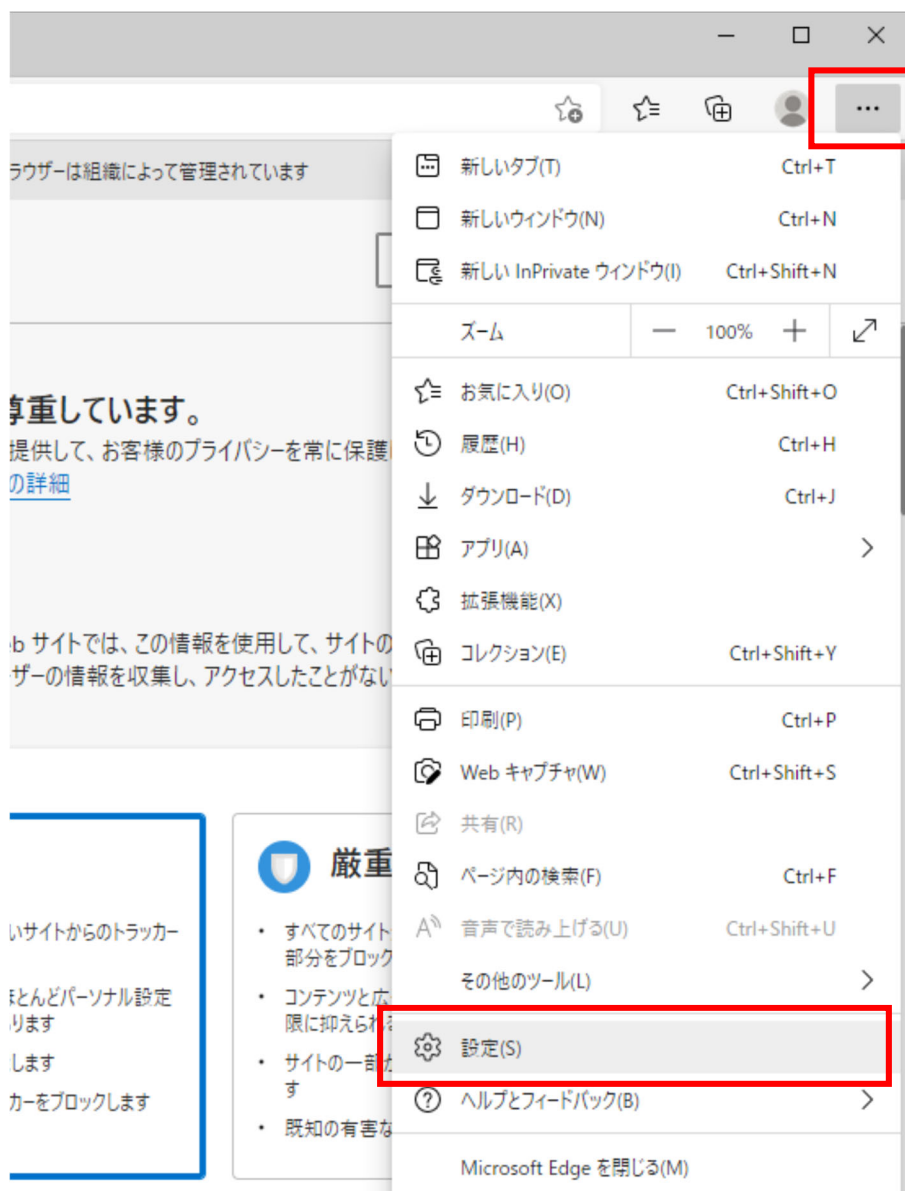 ラウザーは組織によって管理されています
尊重しています。
提供して、お客様のプライバシーを常に保護
の詳細
eb サイトでは、この情報を使用して、サイトの
ーザーの情報を収集し、アクセスしたことがない
いサイトからのトラッカー
ほとんどパーソナル設定
ります
します
カーをブロックします
厳重
• すべてのサイト
部分をブロック
• コンテンツと広
限に抑えられ
• サイトの一部が
す
• 既知の有害な
新しいタブ(T) Ctrl+T
新しいウィンドウ(N) Ctrl+N
新しい InPrivate ウィンドウ(I) Ctrl+Shift+N
ズーム — 100% +
お気に入り(O) Ctrl+Shift+O
履歴(H) Ctrl+H
ダウンロード(D) Ctrl+J
アプリ(A)
拡張機能(X)
コレクション(E) Ctrl+Shift+Y
印刷(P) Ctrl+P
Web キャプチャ(W) Ctrl+Shift+S
共有(R)
ページ内の検索(F) Ctrl+F
音声で読み上げる(U) Ctrl+Shift+U
その他のツール(L)
設定(S)
ヘルプとフィードバック(B)
Microsoft Edge を閉じる(M)